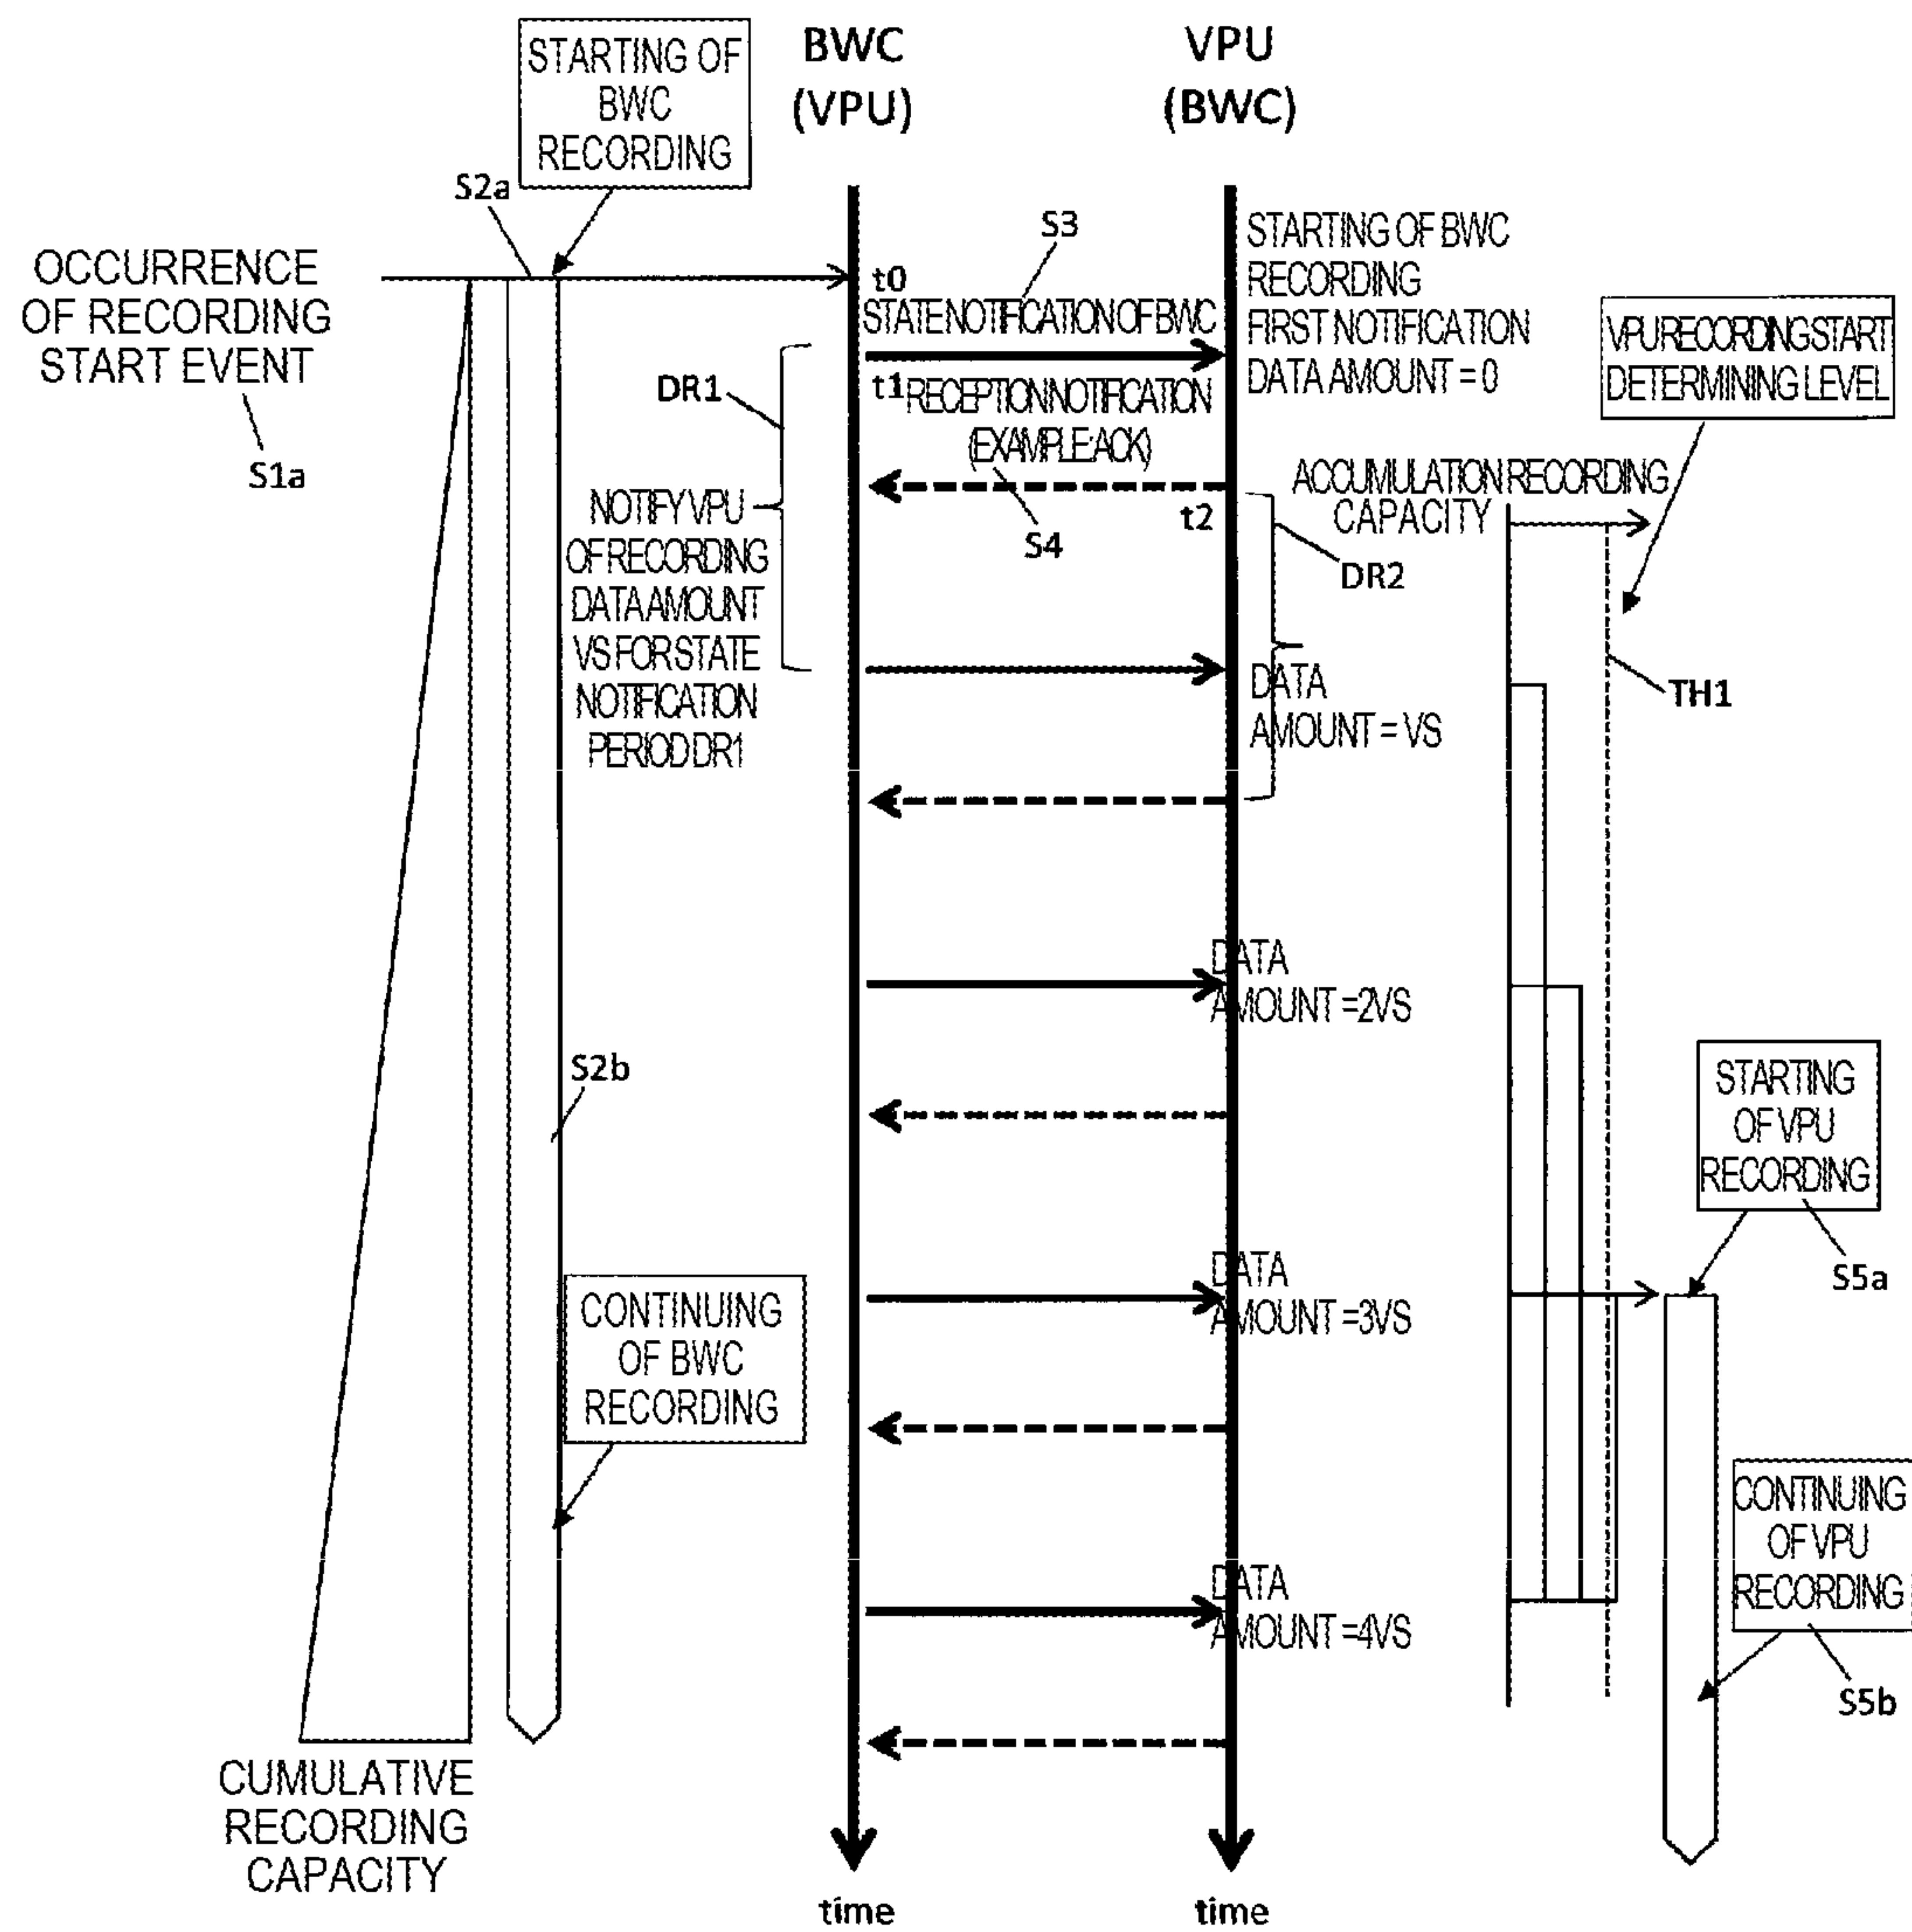 STARTING OF
BWC
RECORDING
BWC
(VPU)
VPU
(BWC)
S2a
S3
OCCURRENCE
OF RECORDING
START EVENT
S1a
t0
STATE NOTIFICATION OF BWC
STARTING OF BWC
RECORDING
FIRST NOTIFICATION
DATA AMOUNT = 0
VPU RECORDING START
DETERMINING LEVEL
DR1
t1
RECEPTION NOTIFICATION
(EXAMPLE: ACK)
S4
t2
ACCUMULATION RECORDING
CAPACITY
DR2
NOTIFY VPU
OF RECORDING
DATA AMOUNT
VS FOR STATE
NOTIFICATION
PERIOD DR1
DATA
AMOUNT = VS
TH1
DATA
AMOUNT =2VS
S2b
STARTING
OF VPU
RECORDING
S5a
DATA
AMOUNT =3VS
CONTINUING
OF BWC
RECORDING
CONTINUING
OF VPU
RECORDING
S5b
DATA
AMOUNT =4VS
CUMULATIVE
RECORDING
CAPACITY
time
time